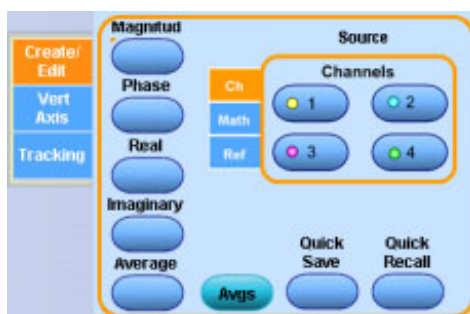 Create/
Edit
Vert
Axis
Tracking
Magnitud
Phase
Real
Imaginary
Average
Source
Ch
Math
Ref
Channels
1
2
3
4
Avgs
Quick
Save
Quick
Recall